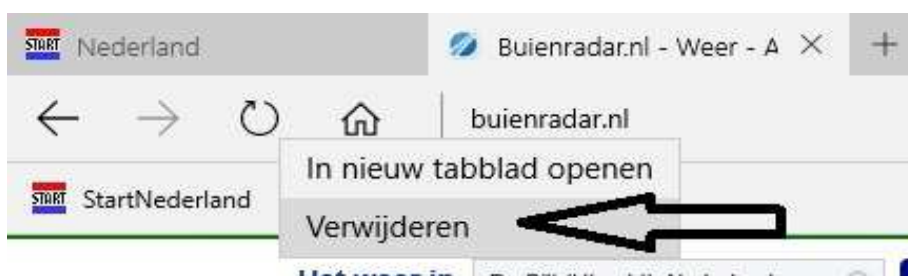 START Nederland
Buienradar.nl - Weer - A
buienradar.nl
In nieuw tabblad openen
START StartNederland
Verwijderen